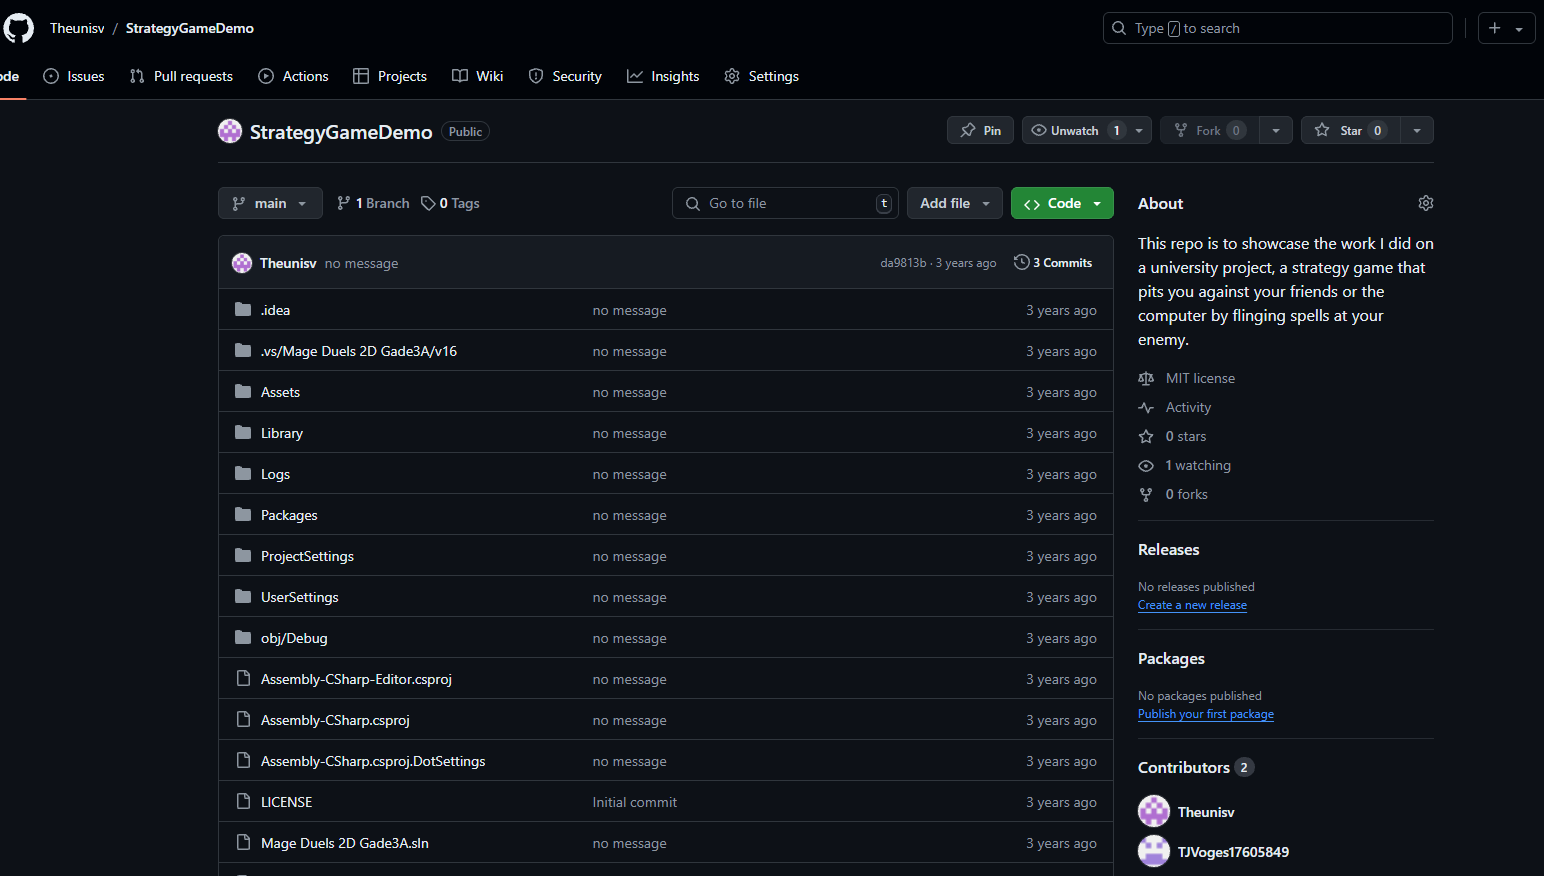 Theunisv / StrategyGameDemo
Type / to search
ode Issues Pull requests Actions Projects Wiki Security Insights Settings
StrategyGameDemo Public
Pin Unwatch 1 Fork 0 Star 0
main 1 Branch 0 Tags
Go to file t Add file Code
Theunisv no message da9813b · 3 years ago 3 Commits
.idea no message 3 years ago
.vs/Mage Duels 2D Gade3A/v16 no message 3 years ago
Assets no message 3 years ago
Library no message 3 years ago
Logs no message 3 years ago
Packages no message 3 years ago
ProjectSettings no message 3 years ago
UserSettings no message 3 years ago
obj/Debug no message 3 years ago
Assembly-CSharp-Editor.csproj no message 3 years ago
Assembly-CSharp.csproj no message 3 years ago
Assembly-CSharp.csproj.DotSettings no message 3 years ago
LICENSE Initial commit 3 years ago
Mage Duels 2D Gade3A.sln no message 3 years ago
About
This repo is to showcase the work I did on
a university project, a strategy game that
pits you against your friends or the
computer by flinging spells at your
enemy.
MIT license
Activity
0 stars
1 watching
0 forks
Releases
No releases published
Create a new release
Packages
No packages published
Publish your first package
Contributors 2
Theunisv
TJVoges17605849